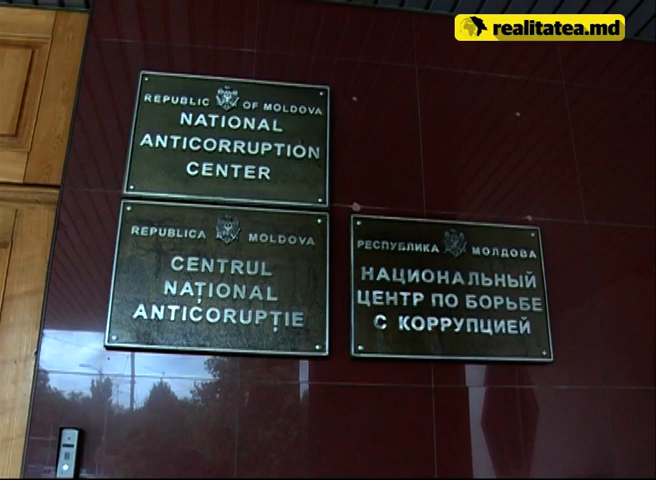 realitatea.md
REPUBLIC OF MOLDOVA
NATIONAL
ANTICORRUPTION
CENTER
REPUBLICA MOLDOVA
CENTRUL
NAȚIONAL
ANTICORUPȚIE
РЕСПУБЛИКА МОЛДОВА
НАЦИОНАЛЬНЫЙ
ЦЕНТР ПО БОРЬБЕ
С КОРРУПЦИЕЙ